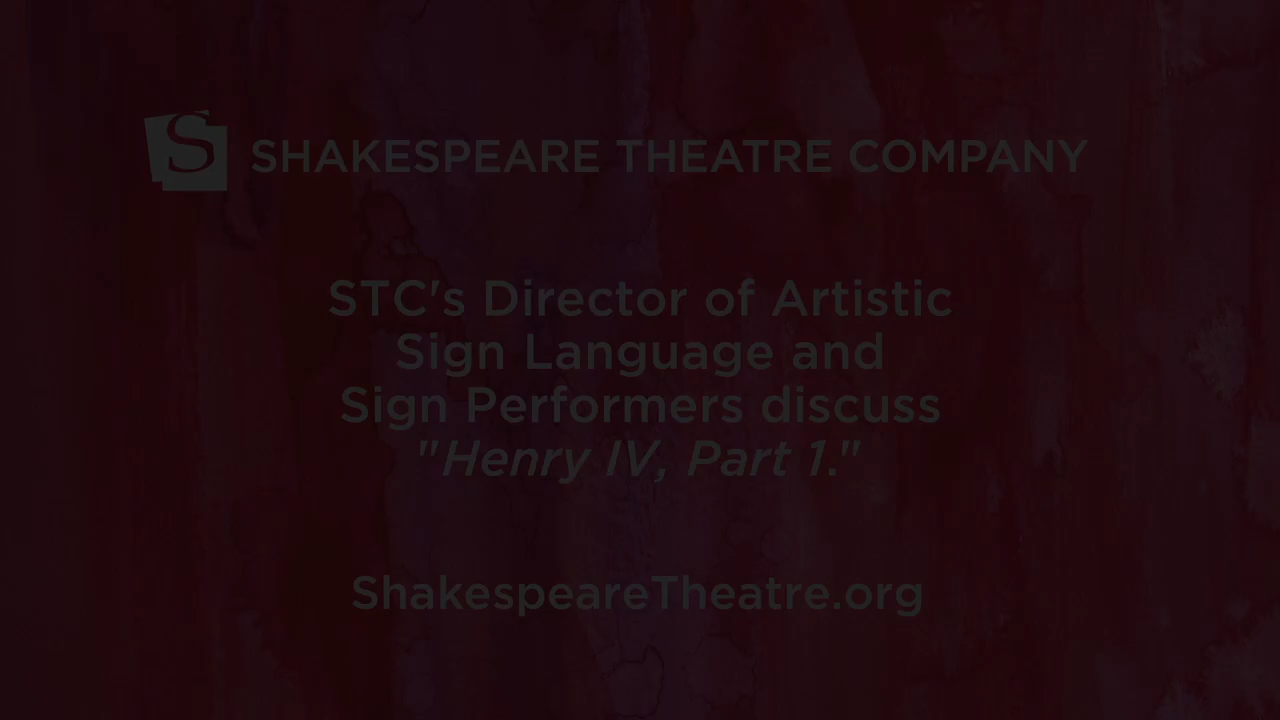 S SHAKESPEARE THEATRE COMPANY
STC's Director of Artistic
Sign Language and
Sign Performers discuss
"Henry IV, Part 1."
ShakespeareTheatre.org